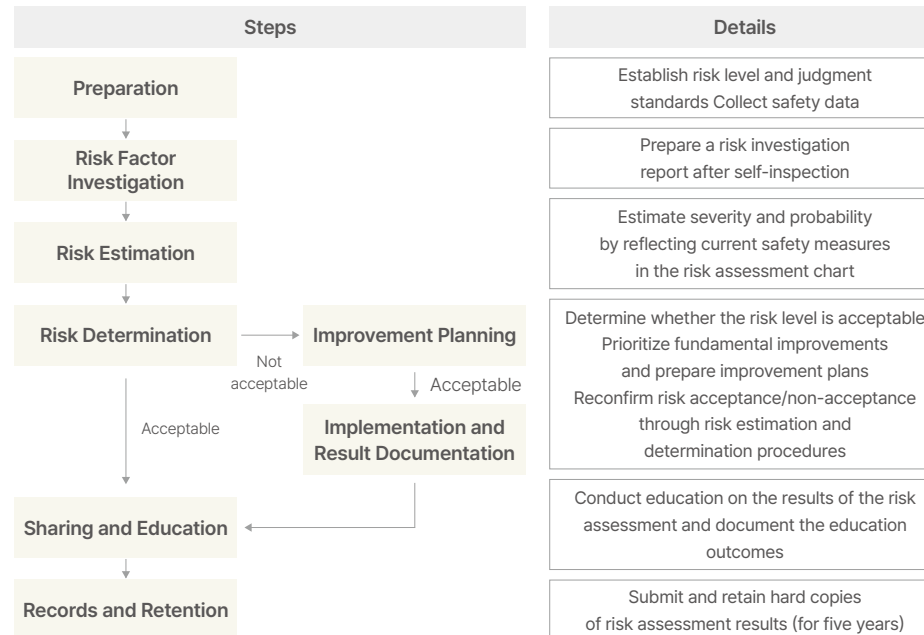 Steps
Details
Preparation
Establish risk level and judgment
standards Collect safety data
Risk Factor
Investigation
Prepare a risk investigation
report after self-inspection
Risk Estimation
Estimate severity and probability
by reflecting current safety measures
in the risk assessment chart
Risk Determination
Not
acceptable
Improvement Planning
Acceptable
Acceptable
Implementation and
Result Documentation
Determine whether the risk level is acceptable
Prioritize fundamental improvements
and prepare improvement plans
Reconfirm risk acceptance/non-acceptance
through risk estimation and
determination procedures
Sharing and Education
Conduct education on the results of the risk
assessment and document the education
outcomes
Records and Retention
Submit and retain hard copies
of risk assessment results (for five years)